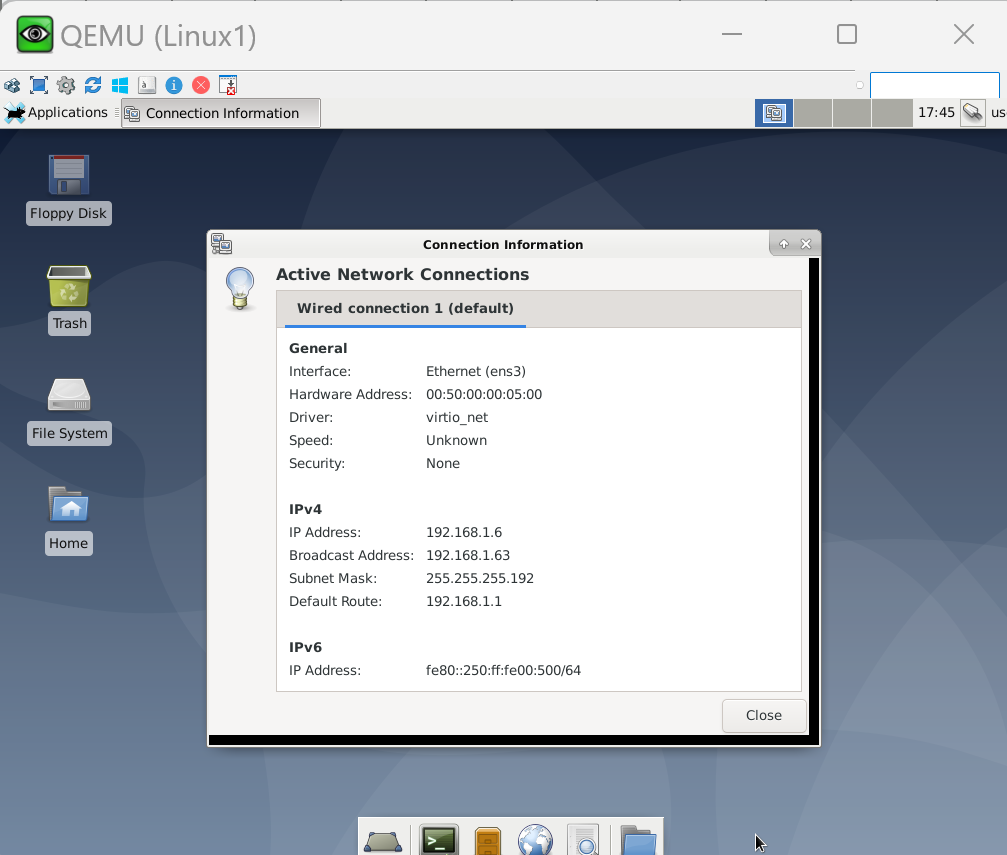 QEMU (Linux1)
Applications
Connection Information
17:45
us
Floppy Disk
Trash
File System
Home
Connection Information
Active Network Connections
Wired connection 1 (default)
General
Interface: Ethernet (ens3)
Hardware Address: 00:50:00:00:05:00
Driver: virtio_net
Speed: Unknown
Security: None
IPv4
IP Address: 192.168.1.6
Broadcast Address: 192.168.1.63
Subnet Mask: 255.255.255.192
Default Route: 192.168.1.1
IPv6
IP Address: fe80::250:ff:fe00:500/64
Close